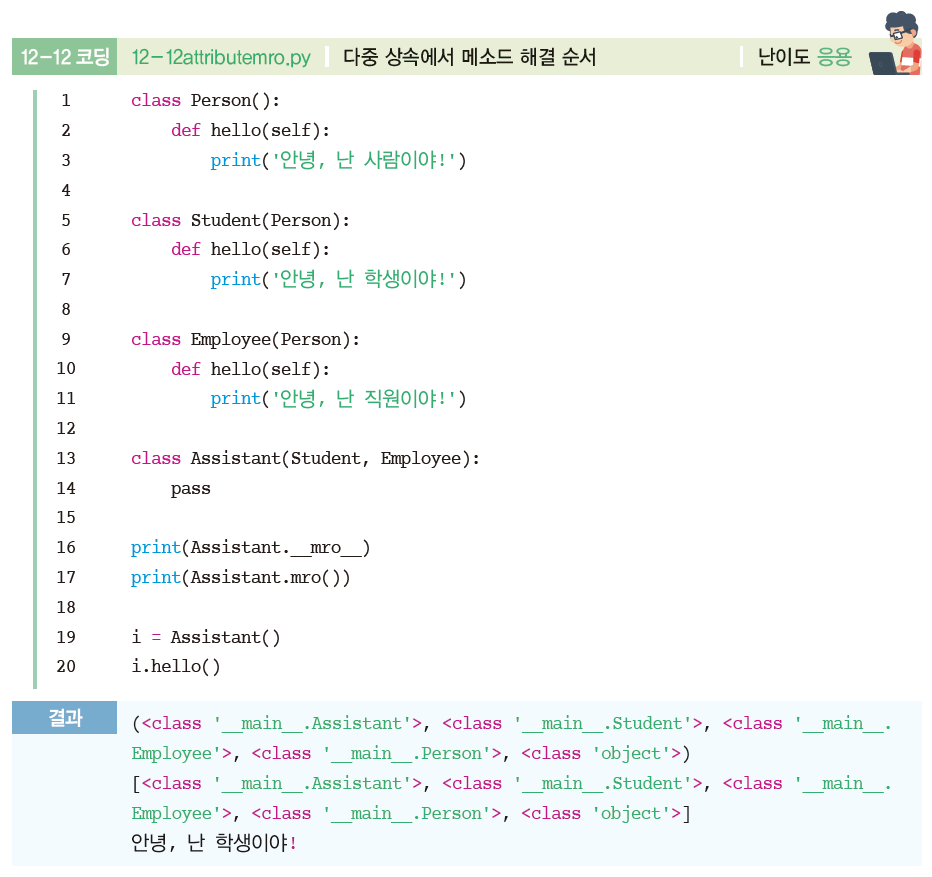 12-12 코딩 12-12attributemro.py 다중 상속에서 메소드 해결 순서 난이도 응용
1 class Person():
2     def hello(self):
3         print('안녕, 난 사람이야!')
4
5 class Student(Person):
6     def hello(self):
7         print('안녕, 난 학생이야!')
8
9 class Employee(Person):
10     def hello(self):
11         print('안녕, 난 직원이야!')
12
13 class Assistant(Student, Employee):
14     pass
15
16 print(Assistant.__mro__)
17 print(Assistant.mro())
18
19 i = Assistant()
20 i.hello()
결과 (<class '__main__.Assistant'>, <class '__main__.Student'>, <class '__main__.
Employee'>, <class '__main__.Person'>, <class 'object'>)
[<class '__main__.Assistant'>, <class '__main__.Student'>, <class '__main__.
Employee'>, <class '__main__.Person'>, <class 'object'>]
안녕, 난 학생이야!